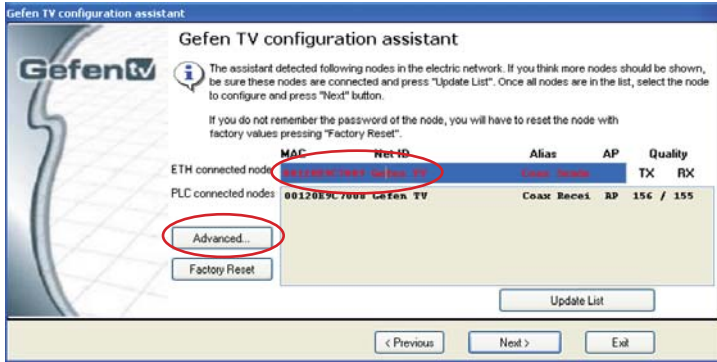 Gefen TV configuration assistant
Gefen TV configuration assistant
Gefen tv
The assistant detected following nodes in the electric network. If you think more nodes should be shown,
be sure these nodes are connected and press "Update List". Once all nodes are in the list, select the node
to configure and press "Next" button.
If you do not remember the password of the node, you will have to reset the node with
factory values pressing "Factory Reset".
MAC Net ID Alias AP Quality
ETH connected node Gefen TV Coax TX RX
PLC connected nodes 00120E9C7008 Gefen TV Coax Recei AP 156 / 155
Advanced...
Factory Reset
Update List
< Previous Next > Exit